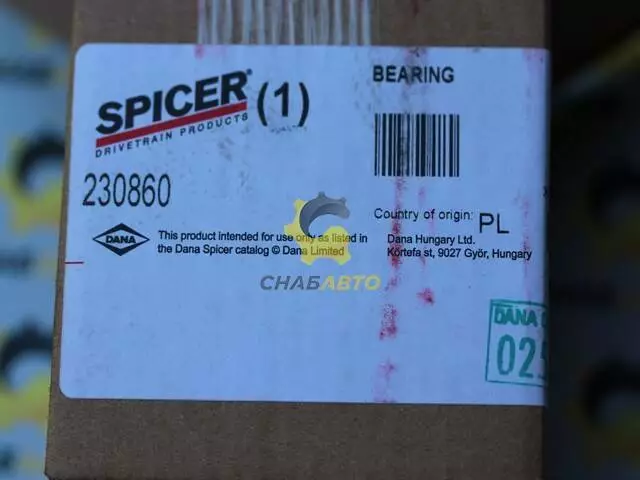 SPICER® (1)
DRIVETRAIN PRODUCTS
BEARING
230860
Country of origin: PL
DANA
This product intended for use only as listed in
the Dana Spicer catalog © Dana Limited
Dana Hungary Ltd.
Körtefa st, 9027 Győr, Hungary
СНАБАВТО
DANA
025